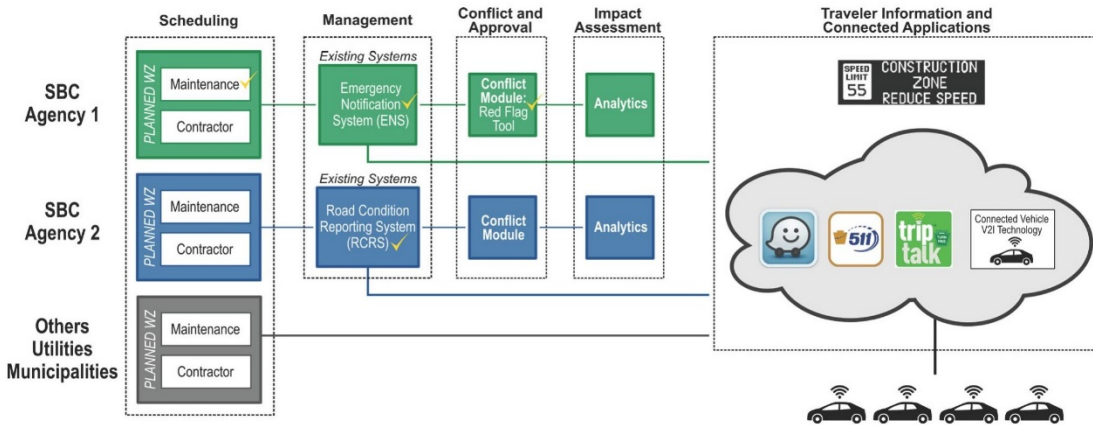 Scheduling
Management
Conflict and
Approval
Impact
Assessment
Traveler Information and
Connected Applications
SBC
Agency 1
PLANNED WZ
Maintenance
Contractor
Existing Systems
Emergency
Notification
System (ENS)
Conflict
Module:
Red Flag
Tool
Analytics
SPEED
LIMIT
55
CONSTRUCTION
ZONE
REDUCE SPEED
SBC
Agency 2
PLANNED WZ
Maintenance
Contractor
Existing Systems
Road Condition
Reporting System
(RCRS)
Conflict
Module
Analytics
511
trip
talk
Connected Vehicle
V2I Technology
Others
Utilities
Municipalities
PLANNED WZ
Maintenance
Contractor